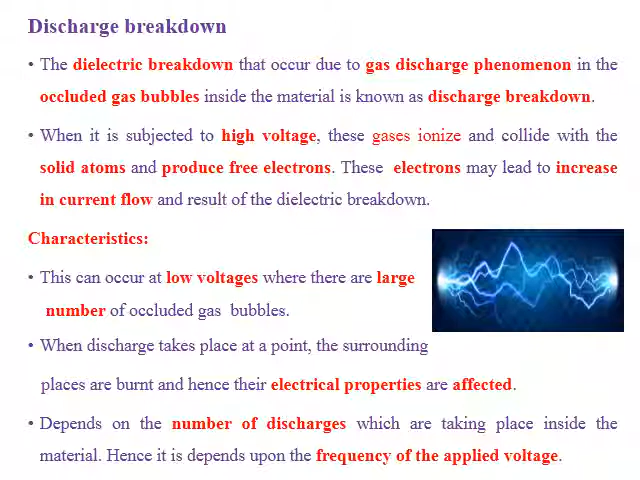 Discharge breakdown
• The dielectric breakdown that occur due to gas discharge phenomenon in the
occluded gas bubbles inside the material is known as discharge breakdown.
• When it is subjected to high voltage, these gases ionize and collide with the
solid atoms and produce free electrons. These electrons may lead to increase
in current flow and result of the dielectric breakdown.
Characteristics:
• This can occur at low voltages where there are large
number of occluded gas bubbles.
• When discharge takes place at a point, the surrounding
places are burnt and hence their electrical properties are affected.
• Depends on the number of discharges which are taking place inside the
material. Hence it is depends upon the frequency of the applied voltage.